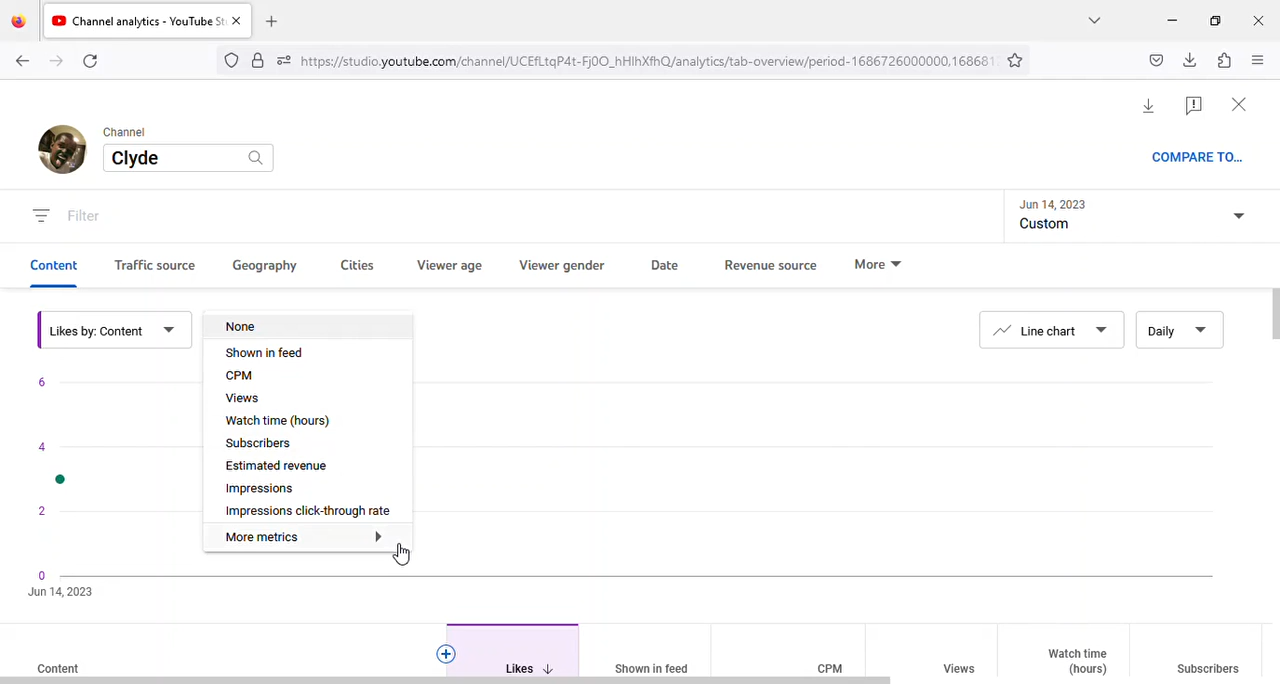 Channel analytics - YouTube St
https://studio.youtube.com/channel/UCEfLtqP4t-Fj0O_hHIhXfhQ/analytics/tab-overview/period-1686726000000,168681
Channel
Clyde
COMPARE TO...
Filter
Jun 14, 2023
Custom
Content Traffic source Geography Cities Viewer age Viewer gender Date Revenue source More
Likes by: Content
None
Shown in feed
CPM
Views
Watch time (hours)
Subscribers
Estimated revenue
Impressions
Impressions click-through rate
More metrics
Line chart
Daily
6
4
2
0
Jun 14, 2023
Content Likes Shown in feed CPM Views Watch time (hours) Subscribers